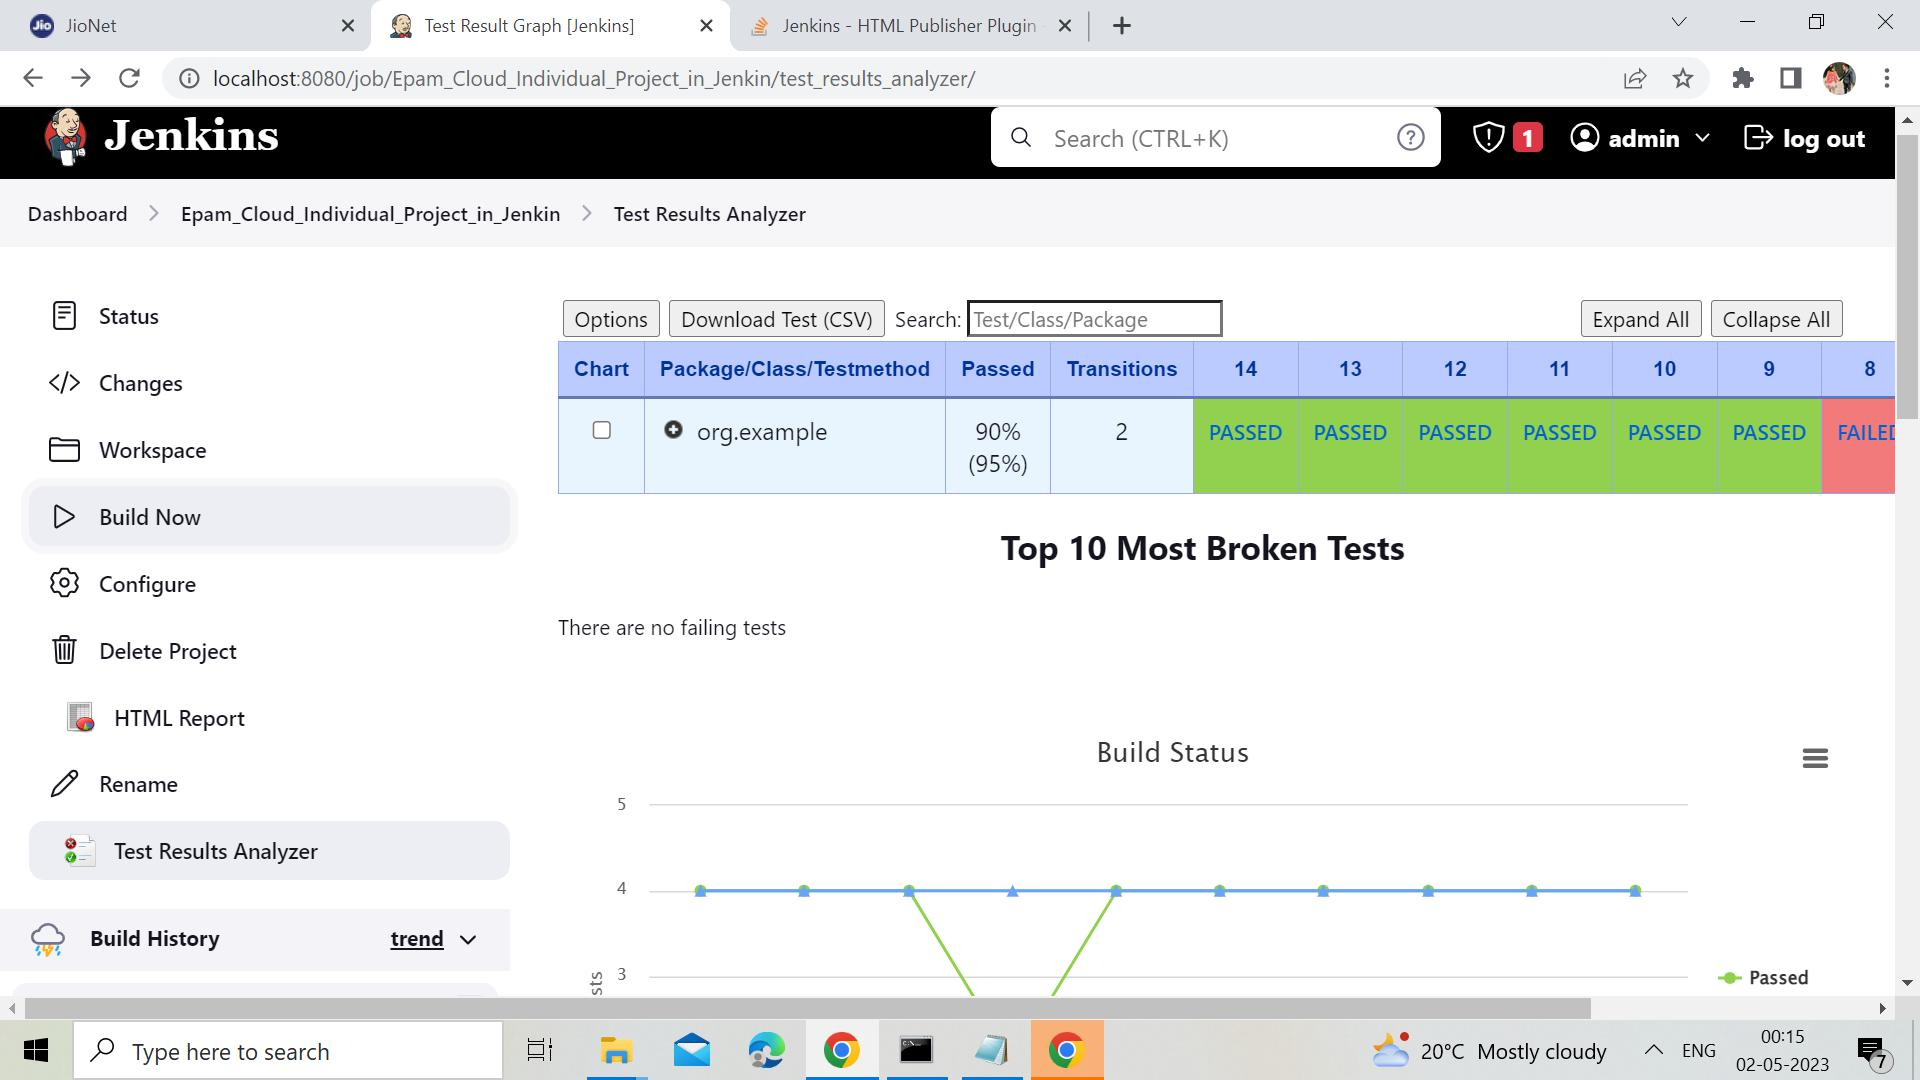 JioNet
Test Result Graph [Jenkins]
Jenkins - HTML Publisher Plugin
localhost:8080/job/Epam_Cloud_Individual_Project_in_Jenkin/test_results_analyzer/
Jenkins
Search (CTRL+K)
1
admin
log out
Dashboard
Epam_Cloud_Individual_Project_in_Jenkin
Test Results Analyzer
Status
Changes
Workspace
Build Now
Configure
Delete Project
HTML Report
Rename
Test Results Analyzer
Build History
trend
Options
Download Test (CSV)
Search:
Test/Class/Package
Expand All
Collapse All
Chart Package/Class/Testmethod Passed Transitions 14 13 12 11 10 9 8
org.example 90% 2 PASSED PASSED PASSED PASSED PASSED PASSED FAILED
(95%)
Top 10 Most Broken Tests
There are no failing tests
Build Status
5
4
3
sts
Passed
Type here to search
20°C Mostly cloudy
ENG
00:15
02-05-2023
7